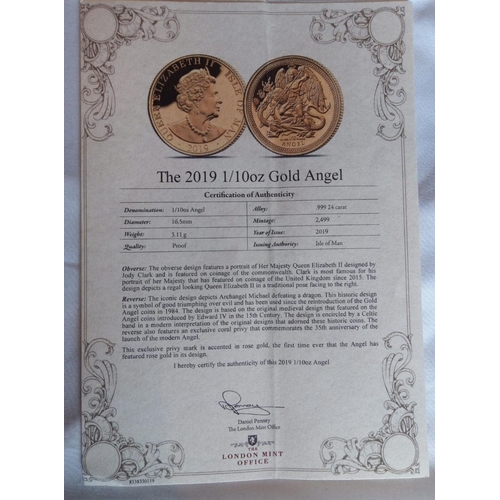 QUEEN ELIZABETH II · ISLE OF MAN · 2019
ANGEL
The 2019 1/10oz Gold Angel
Certification of Authenticity
Denomination: 1/10oz Angel
Alloy: .999 24 carat
Diameter: 16.5mm
Mintage: 2,499
Weight: 3.11 g
Year of Issue: 2019
Quality: Proof
Issuing Authority: Isle of Man
Obverse: The obverse design features a portrait of Her Majesty Queen Elizabeth II designed by
Jody Clark and is featured on coinage of the commonwealth. Clark is most famous for his
portrait of her Majesty that has featured on coinage of the United Kingdom since 2015. The
design depicts a regal looking Queen Elizabeth II in a traditional pose facing to the right.
Reverse: The iconic design depicts Archangel Michael defeating a dragon. This historic design
is a symbol of good triumphing over evil and has been used since the reintroduction of the Gold
Angel coins in 1984. The design is based on the original medieval design that featured on the
Angel coins introduced by Edward IV in the 15th Century. The design is encircled by a Celtic
band in a modern interpretation of the original designs that adorned these historic coins. The
reverse also features an exclusive cord privy that commemorates the 35th anniversary of the
launch of the modern Angel.
This exclusive privy mark is accented in rose gold, the first time ever that the Angel has
featured rose gold in its design.
I hereby certify the authenticity of this 2019 1/10oz Angel.
Daniel Penney
The London Mint Office
THE
LONDON MINT
OFFICE